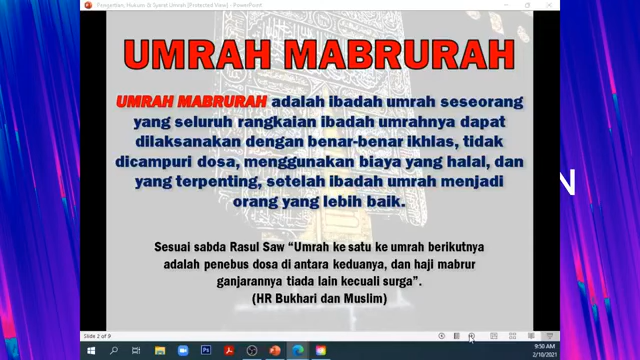 Pengertian, Hukum & Syarat Umrah [Protected View] - PowerPoint
UMRAH MABRURAH
UMRAH MABRURAH adalah ibadah umrah seseorang
yang seluruh rangkaian ibadah umrahnya dapat
dilaksanakan dengan benar-benar ikhlas, tidak
dicampuri dosa, menggunakan biaya yang halal, dan
yang terpenting, setelah ibadah umrah menjadi
orang yang lebih baik.
N
Sesuai sabda Rasul Saw “Umrah ke satu ke umrah berikutnya
adalah penebus dosa di antara keduanya, dan haji mabrur
ganjarannya tiada lain kecuali surga”.
(HR Bukhari dan Muslim)
Slide 2 of 9
9:50 AM
2/10/2021